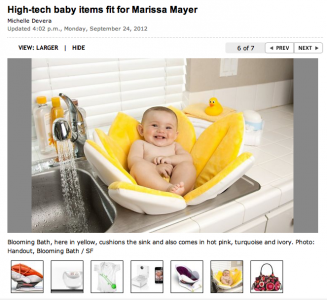 High-tech baby items fit for Marissa Mayer
Michelle Devera
Updated 4:02 p.m., Monday, September 24, 2012
VIEW: LARGER | HIDE
6 of 7
◄ PREV
NEXT ►
Blooming Bath, here in yellow, cushions the sink and also comes in hot pink, turquoise and ivory. Photo:
Handout, Blooming Bath / SF